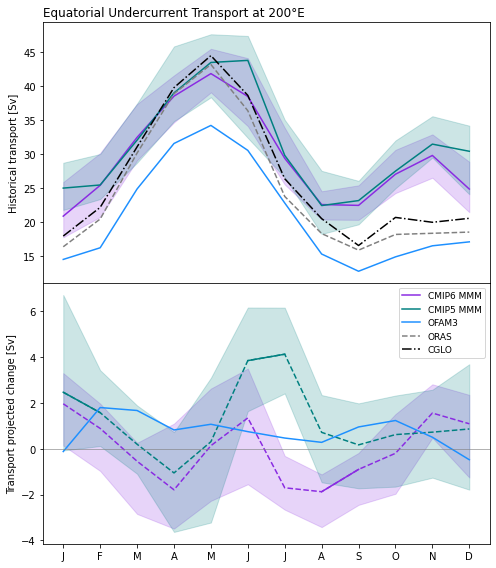 Equatorial Undercurrent Transport at 200°E
Historical transport [Sv]
45
40
35
30
25
20
15
Transport projected change [Sv]
6
4
2
0
−2
−4
CMIP6 MMM
CMIP5 MMM
OFAM3
ORAS
CGLO
J F M A M J J A S O N D